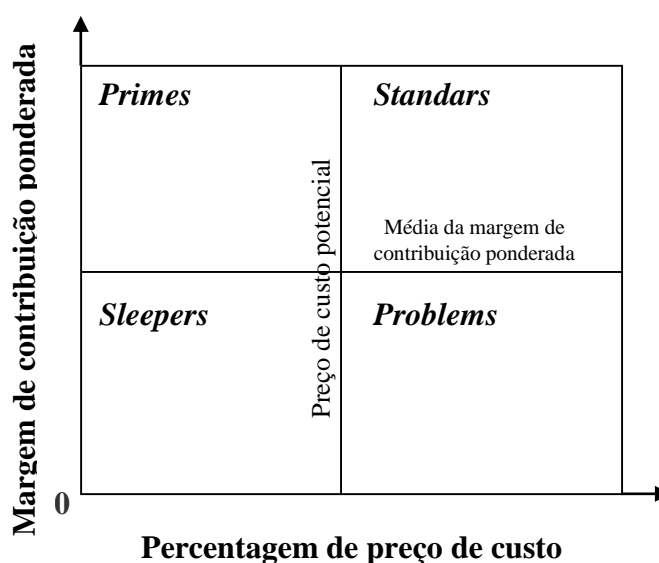 Margem de contribuição ponderada
Primes
Standars
Preço de custo potencial
Média da margem de
contribuição ponderada
Sleepers
Problems
0
Percentagem de preço de custo